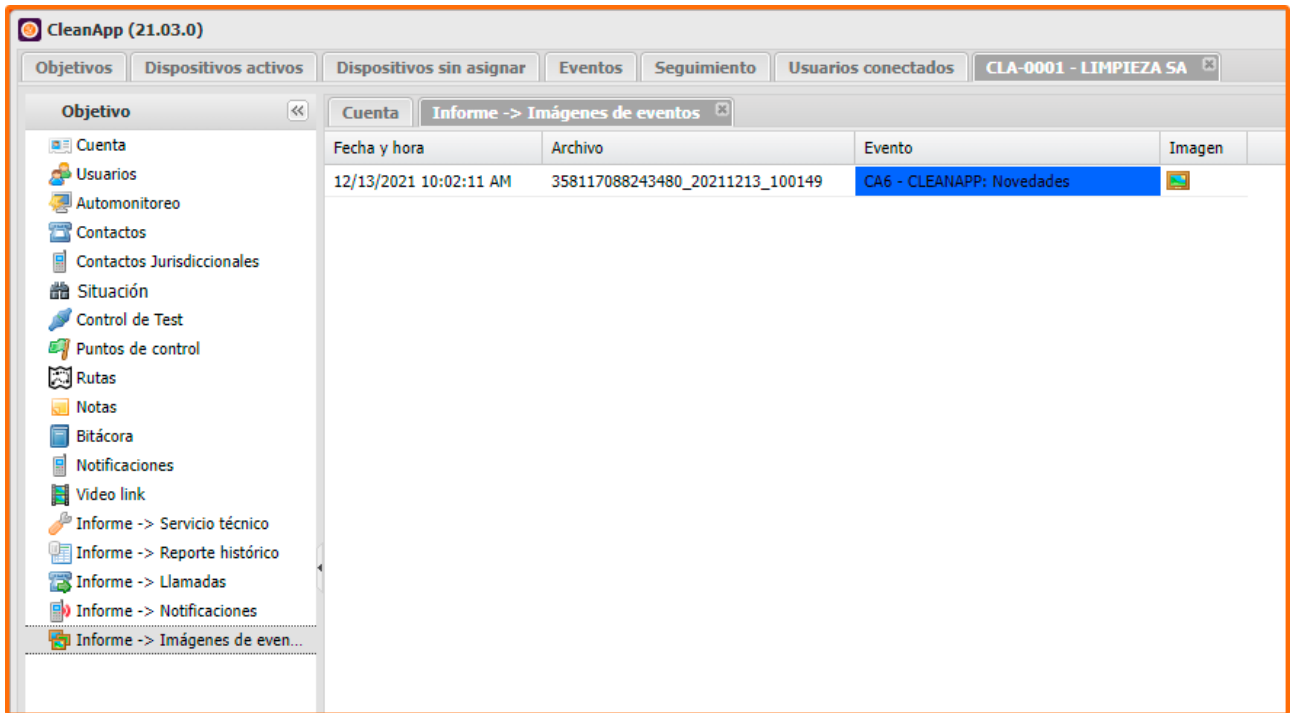 CleanApp (21.03.0)
Objetivos Dispositivos activos Dispositivos sin asignar Eventos Seguimiento Usuarios conectados CLA-0001 - LIMPIEZA SA
Objetivo
Cuenta
Usuarios
Automonitoreo
Contactos
Contactos Jurisdiccionales
Situación
Control de Test
Puntos de control
Rutas
Notas
Bitácora
Notificaciones
Video link
Informe -> Servicio técnico
Informe -> Reporte histórico
Informe -> Llamadas
Informe -> Notificaciones
Informe -> Imágenes de even...
Cuenta Informe -> Imágenes de eventos
Fecha y hora Archivo Evento Imagen
12/13/2021 10:02:11 AM 358117088243480_20211213_100149 CA6 - CLEANAPP: Novedades